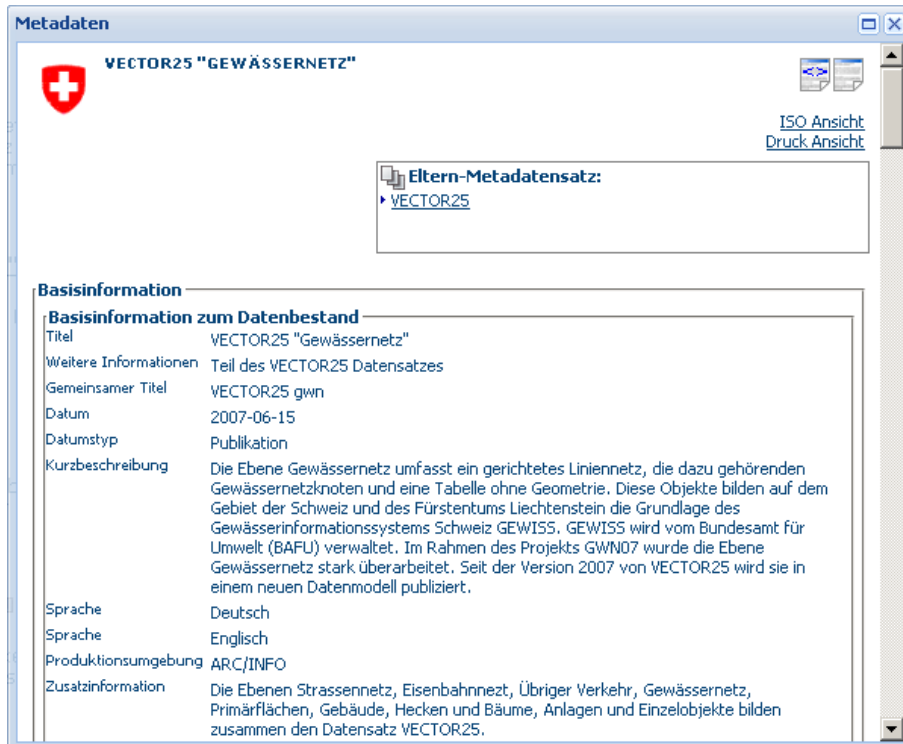 Metadaten
VECTOR25 "GEWÄSSERNETZ"
ISO Ansicht
Druck Ansicht
Eltern-Metadatensatz:
VECTOR25
Basisinformation
Basisinformation zum Datenbestand
Titel VECTOR25 "Gewässernetz"
Weitere Informationen Teil des VECTOR25 Datensatzes
Gemeinsamer Titel VECTOR25 gwn
Datum 2007-06-15
Datumstyp Publikation
Kurzbeschreibung Die Ebene Gewässernetz umfasst ein gerichtetes Liniennetz, die dazu gehörenden
Gewässernetzknoten und eine Tabelle ohne Geometrie. Diese Objekte bilden auf dem
Gebiet der Schweiz und des Fürstentums Liechtenstein die Grundlage des
Gewässerinformationssystems Schweiz GEWISS. GEWISS wird vom Bundesamt für
Umwelt (BAFU) verwaltet. Im Rahmen des Projekts GWN07 wurde die Ebene
Gewässernetz stark überarbeitet. Seit der Version 2007 von VECTOR25 wird sie in
einem neuen Datenmodell publiziert.
Sprache Deutsch
Sprache Englisch
Produktionsumgebung ARC/INFO
Zusatzinformation Die Ebenen Strassennetz, Eisenbahnnezt, Übriger Verkehr, Gewässernetz,
Primärflächen, Gebäude, Hecken und Bäume, Anlagen und Einzelobjekte bilden
zusammen den Datensatz VECTOR25.